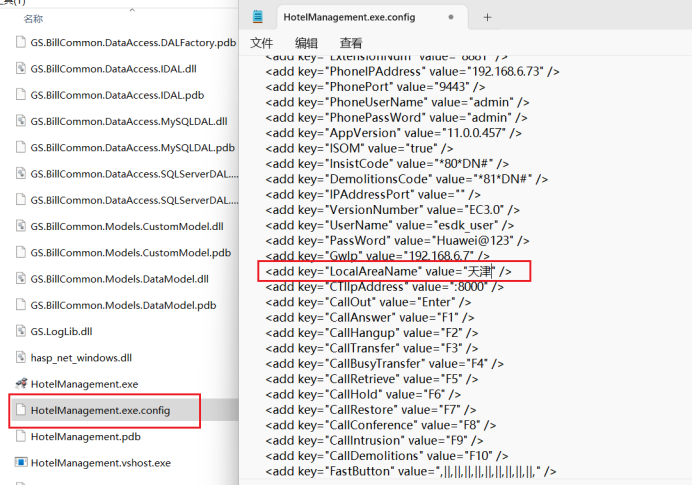 工具(T)
名称
GS.BillCommon.DataAccess.DALFactory.pdb
GS.BillCommon.DataAccess.IDAL.dll
GS.BillCommon.DataAccess.IDAL.pdb
GS.BillCommon.DataAccess.MySQLDAL.dll
GS.BillCommon.DataAccess.MySQLDAL.pdb
GS.BillCommon.DataAccess.SQLServerDAL....
GS.BillCommon.DataAccess.SQLServerDAL....
GS.BillCommon.Models.CustomModel.dll
GS.BillCommon.Models.CustomModel.pdb
GS.BillCommon.Models.DataModel.dll
GS.BillCommon.Models.DataModel.pdb
GS.LogLib.dll
hasp_net_windows.dll
HotelManagement.exe
HotelManagement.exe.config
HotelManagement.pdb
HotelManagement.vshost.exe
HotelManagement.exe.config
文件 编辑 查看
<add key="ExtensionNum" value="8881" />
<add key="PhoneIPAddress" value="192.168.6.73" />
<add key="PhonePort" value="9443" />
<add key="PhoneUserName" value="admin" />
<add key="PhonePassWord" value="admin" />
<add key="AppVersion" value="11.0.0.457" />
<add key="ISOM" value="true" />
<add key="InsistCode" value="*80*DN#" />
<add key="DemolitionsCode" value="*81*DN#" />
<add key="IPAddressPort" value="" />
<add key="VersionNumber" value="EC3.0" />
<add key="UserName" value="esdk_user" />
<add key="PassWord" value="Huawei@123" />
<add key="GwIp" value="192.168.6.7" />
<add key="LocalAreaName" value="天津" />
<add key="CTIIpAddress" value=":8000" />
<add key="CallOut" value="Enter" />
<add key="CallAnswer" value="F1" />
<add key="CallHangup" value="F2" />
<add key="CallTransfer" value="F3" />
<add key="CallBusyTransfer" value="F4" />
<add key="CallRetrieve" value="F5" />
<add key="CallHold" value="F6" />
<add key="CallRestore" value="F7" />
<add key="CallConference" value="F8" />
<add key="CallIntrusion" value="F9" />
<add key="CallDemolitions" value="F10" />
<add key="FastButton" value=",||,||,||,||,||,||,||,||,||," />